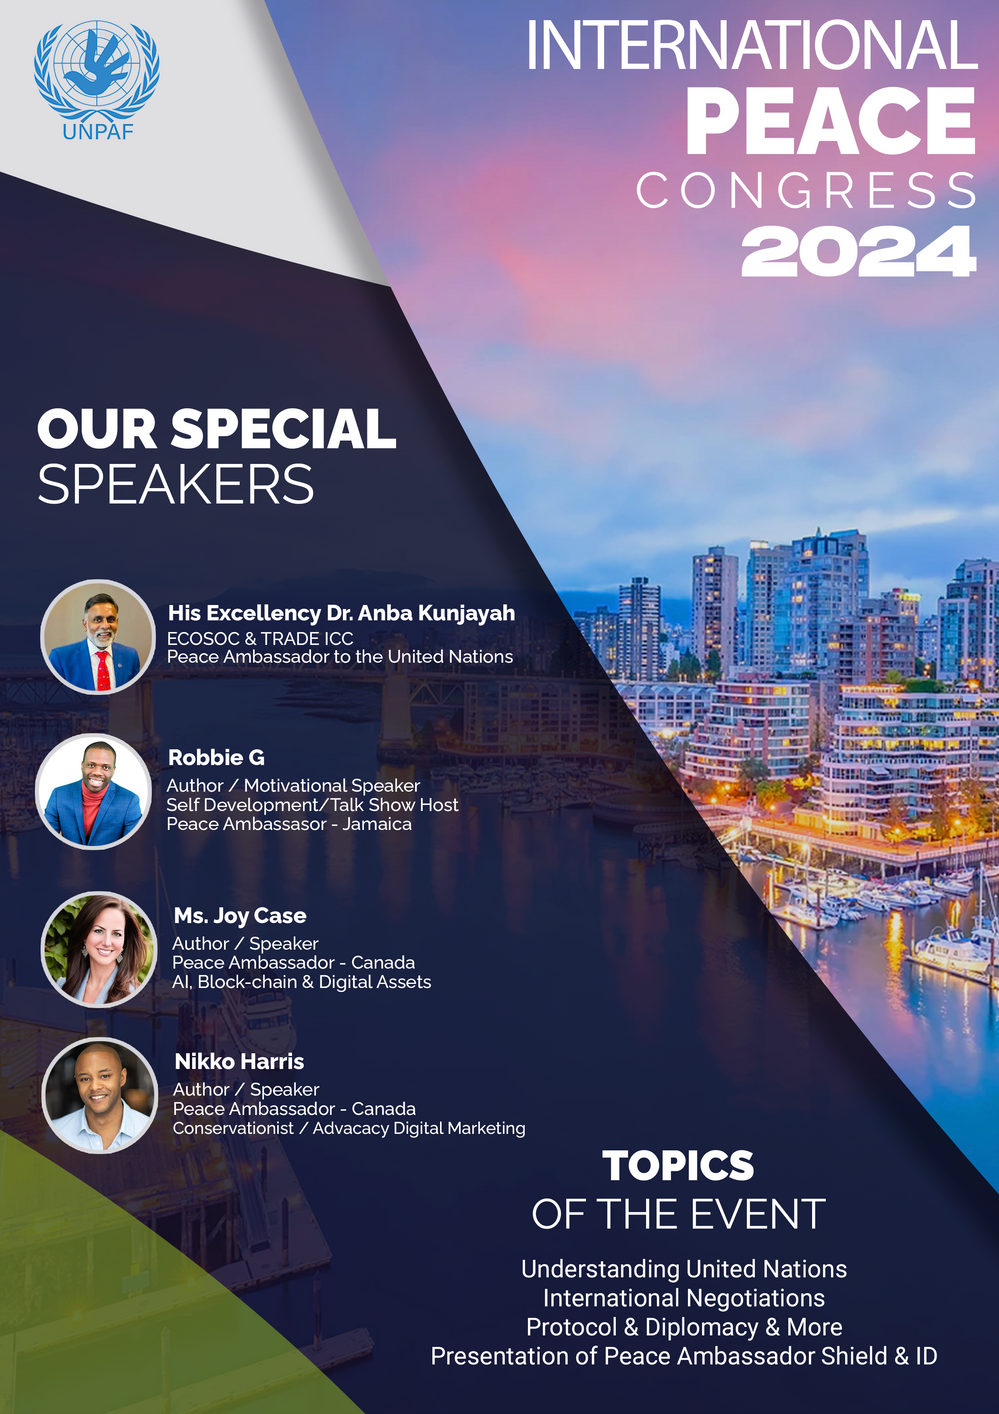 UNPAF
INTERNATIONAL
PEACE
CONGRESS
2024
OUR SPECIAL
SPEAKERS
His Excellency Dr. Anba Kunjayah
ECOSOC & TRADE ICC
Peace Ambassador to the United Nations
Robbie G
Author / Motivational Speaker
Self Development/Talk Show Host
Peace Ambassasor - Jamaica
Ms. Joy Case
Author / Speaker
Peace Ambassador - Canada
AI, Block-chain & Digital Assets
Nikko Harris
Author / Speaker
Peace Ambassador - Canada
Conservationist / Advacacy Digital Marketing
TOPICS
OF THE EVENT
Understanding United Nations
International Negotiations
Protocol & Diplomacy & More
Presentation of Peace Ambassador Shield & ID